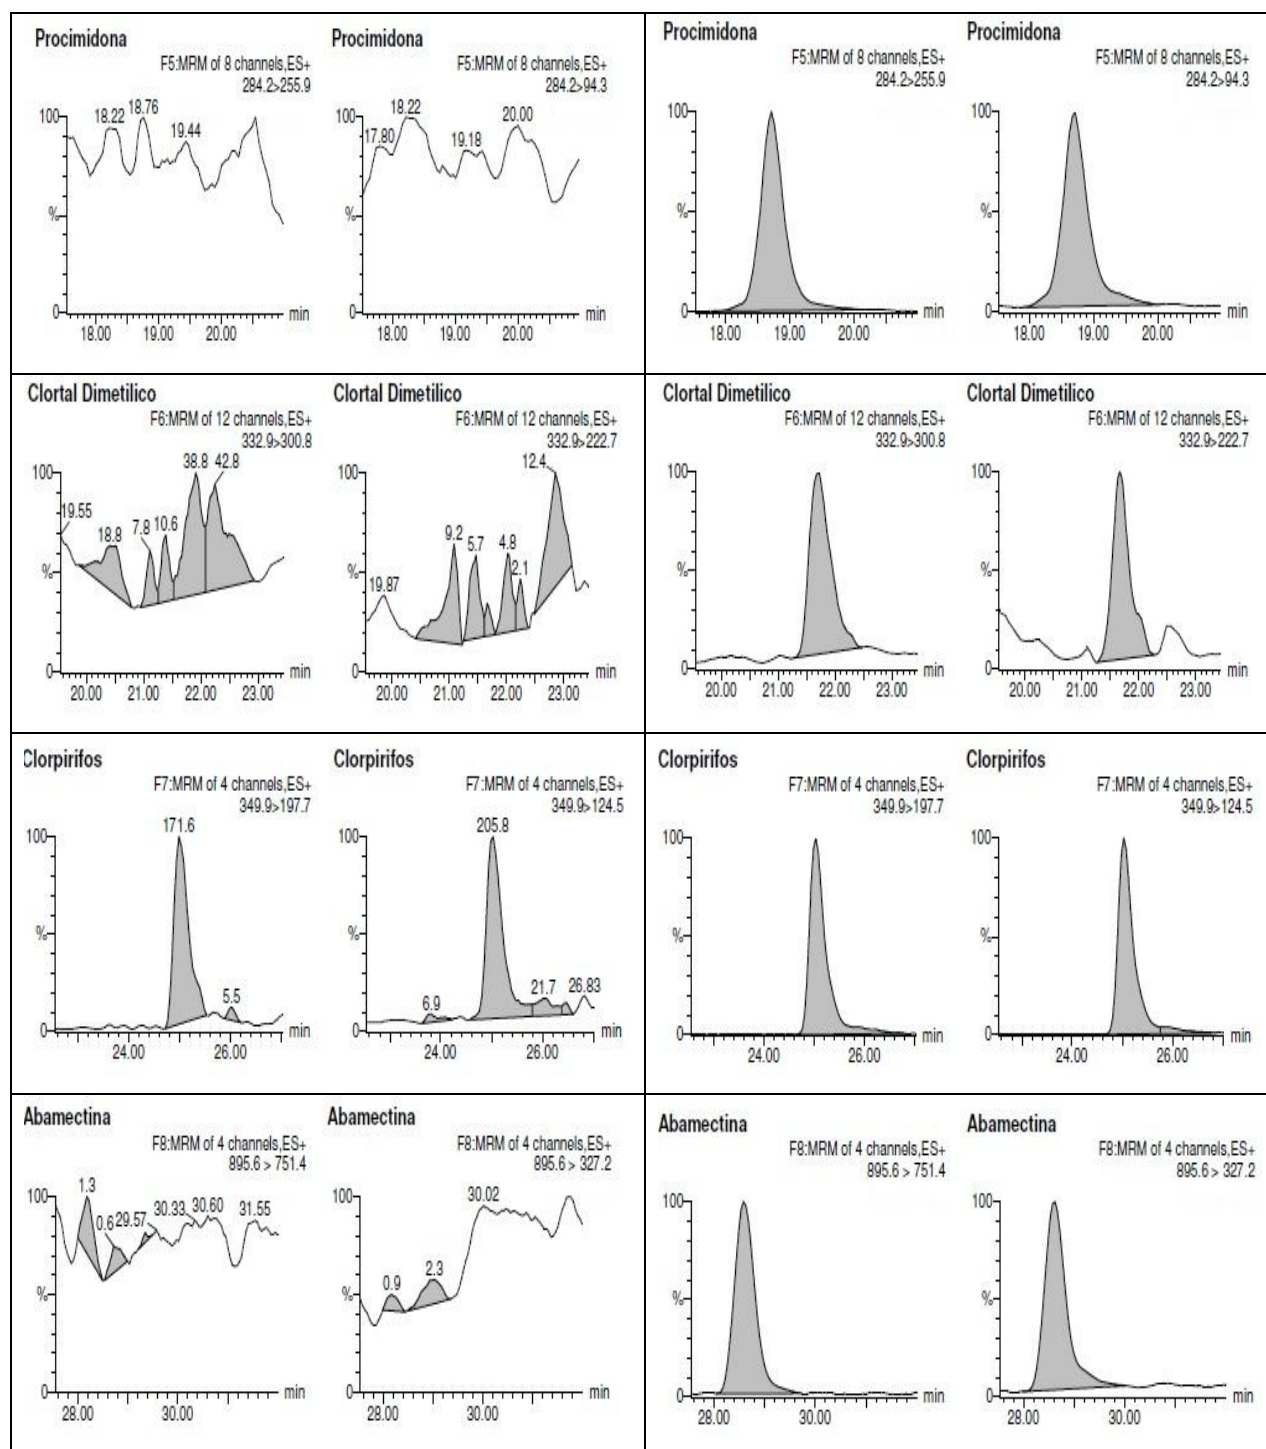 Procimidona
F5:MRM of 8 channels,ES+
284.2>255.9
100
18.22
18.76
19.44
%
0
min
18.00
19.00
20.00
Procimidona
F5:MRM of 8 channels,ES+
284.2>94.3
100
17.80
18.22
19.18
20.00
%
0
min
18.00
19.00
20.00
Procimidona
F5:MRM of 8 channels,ES+
284.2>255.9
100
%
0
min
18.00
19.00
20.00
Procimidona
F5:MRM of 8 channels,ES+
284.2>94.3
100
%
0
min
18.00
19.00
20.00
Clortal Dimetilico
F6:MRM of 12 channels,ES+
332.9>300.8
100
19.55
18.8
7.8
10.6
38.8
42.8
%
0
min
20.00
21.00
22.00
23.00
Clortal Dimetilico
F6:MRM of 12 channels,ES+
332.9>222.7
100
19.87
9.2
5.7
4.8
2.1
12.4
%
0
min
20.00
21.00
22.00
23.00
Clortal Dimetilico
F6:MRM of 12 channels,ES+
332.9>300.8
100
%
0
min
20.00
21.00
22.00
23.00
Clortal Dimetilico
F6:MRM of 12 channels,ES+
332.9>222.7
100
%
0
min
20.00
21.00
22.00
23.00
Clorpirifos
F7:MRM of 4 channels,ES+
349.9>197.7
171.6
100
5.5
%
0
min
24.00
26.00
Clorpirifos
F7:MRM of 4 channels,ES+
349.9>124.5
205.8
100
6.9
21.7
26.83
%
0
min
24.00
26.00
Clorpirifos
F7:MRM of 4 channels,ES+
349.9>197.7
100
%
0
min
24.00
26.00
Clorpirifos
F7:MRM of 4 channels,ES+
349.9>124.5
100
%
0
min
24.00
26.00
Abamectina
F8:MRM of 4 channels,ES+
895.6 > 751.4
1.3
100
0.6
29.57
30.33
30.60
31.55
%
0
min
28.00
30.00
Abamectina
F8:MRM of 4 channels,ES+
895.6 > 327.2
100
30.02
0.9
2.3
%
0
min
28.00
30.00
Abamectina
F8:MRM of 4 channels,ES+
895.6 > 751.4
100
%
0
min
28.00
30.00
Abamectina
F8:MRM of 4 channels,ES+
895.6 > 327.2
100
%
0
min
28.00
30.00